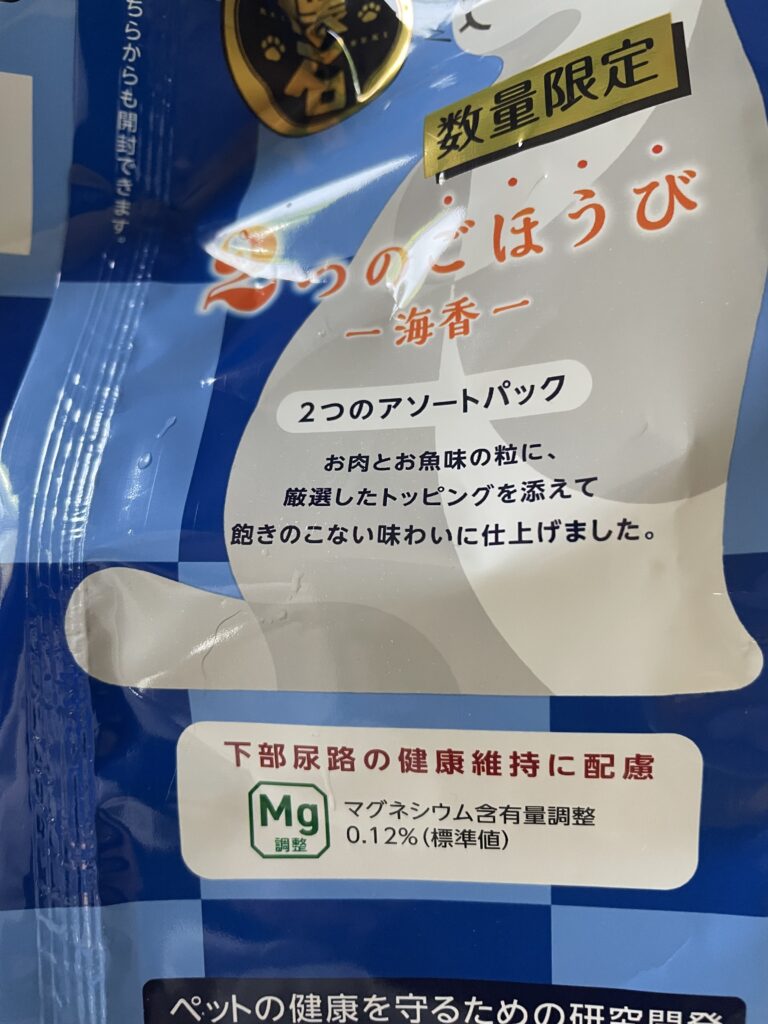 ちらからも開封できます。
懐石
数量限定
2つのごほうび
ー海香ー
2つのアソートパック
お肉とお魚味の粒に、
厳選したトッピングを添えて
飽きのこない味わいに仕上げました。
下部尿路の健康維持に配慮
Mg
調整
マグネシウム含有量調整
0.12%(標準値)
ペットの健康を守るための研究開発